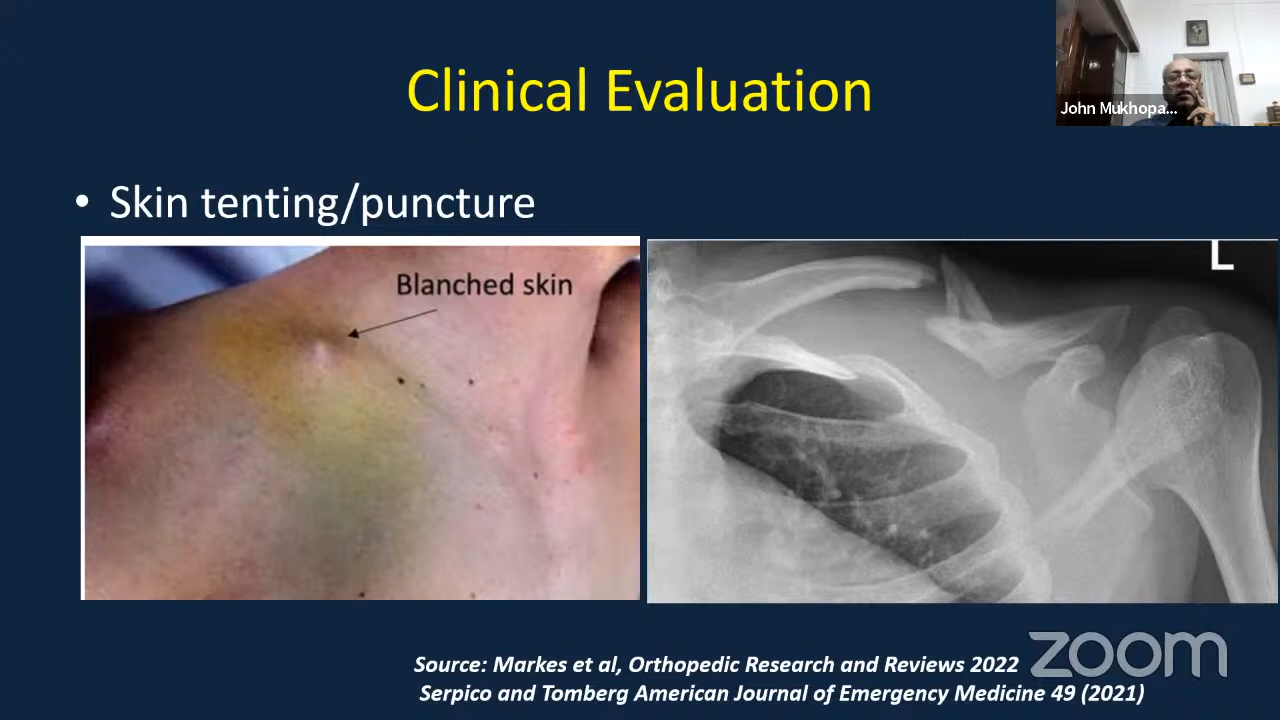 Clinical Evaluation
John Mukhopa...
• Skin tenting/puncture
Blanched skin
L
Source: Markes et al, Orthopedic Research and Reviews 2022
Serpico and Tomberg American Journal of Emergency Medicine 49 (2021)
zoom